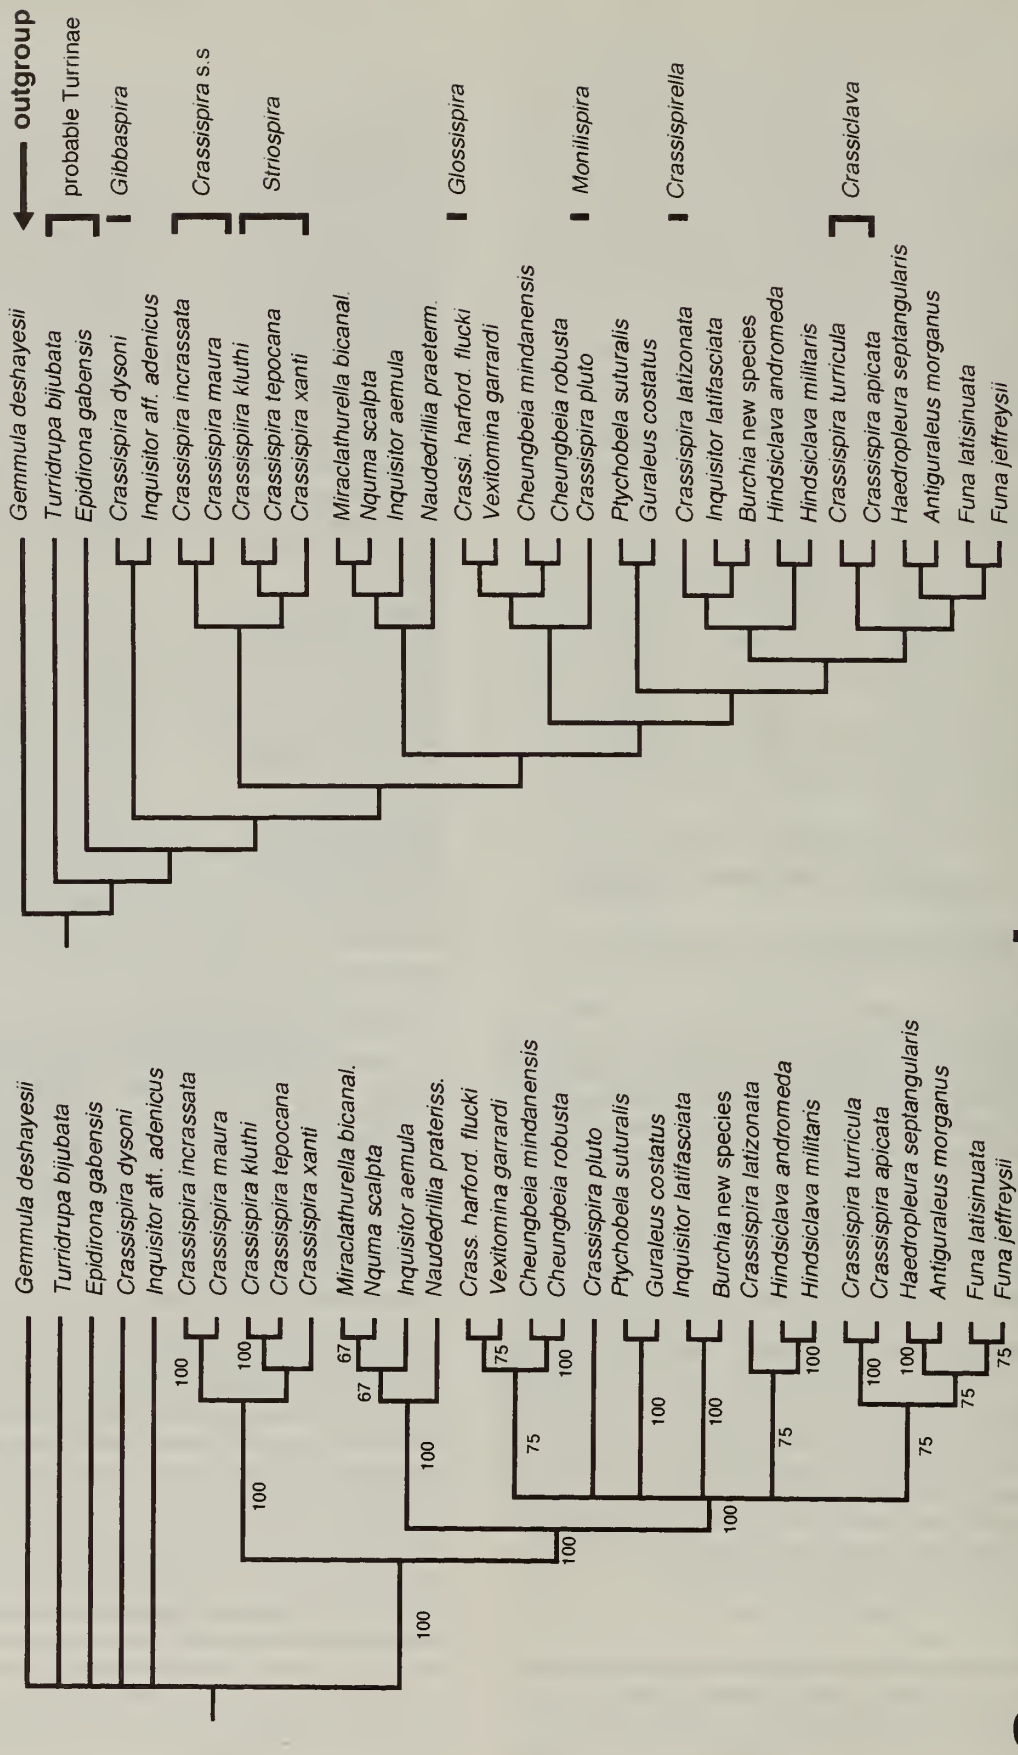 Gemmula deshayesii
Turridrupa bijubata
Epidirona gabensis
Crassispira dysoni
Inquisitor aff. adenicus
Crassispira incrassata
Crassispira maura
Crassispira kluthi
Crassispira tepocana
Crassispira xanti
Miraclathurella bicanal.
Nquma scalpta
Inquisitor aemula
Naudedrillia prateriss.
Crass. harford. flucki
Vexitomina garrardi
Cheungbeia mindanensis
Cheungbeia robusta
Crassispira pluto
Ptychobela suturalis
Guraleus costatus
Inquisitor latifasciata
Burchia new species
Crassispira latizonata
Hindsiclava andromeda
Hindsiclava militaris
Crassispira turricula
Crassispira apicata
Haedropleura septangularis
Antiguraleus morganus
Funa latisinuata
Funa jeffreysii
100
100
100
100
67
67
100
100
100
75
75
100
100
100
75
100
75
100
100
75
75
Gemmula deshayesii
outgroup
Turridrupa bijubata
Epidirona gabensis
probable Turrinae
Crassispira dysoni
Gibbaspira
Inquisitor aff. adenicus
Crassispira incrassata
Crassispira maura
Crassispira s.s
Crasspiira kluthi
Crassispira tepocana
Crassispira xanti
Striospira
Miraclathurella bicanal.
Nquma scalpta
Inquisitor aemula
Naudedrillia praeterm.
Crassi. harford. flucki
Glossispira
Vexitomina garrardi
Cheungbeia mindanensis
Cheungbeia robusta
Crassispira pluto
Monilispira
Ptychobela suturalis
Guraleus costatus
Crassispira latizonata
Crassispirella
Inquisitor latifasciata
Burchia new species
Hindsiclava andromeda
Hindsiclava militaris
Crassispira turricula
Crassispira apicata
Crassiclava
Haedropleura septangularis
Antiguraleus morganus
Funa latisinuata
Funa jeffreysii